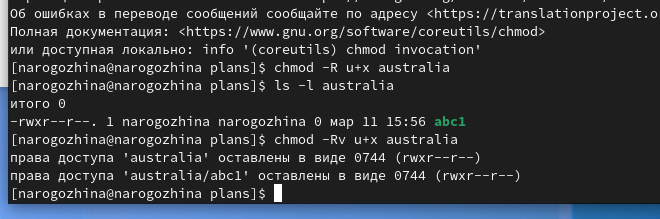 Об ошибках в переводе сообщений сообщайте по адресу <https://translationproject.o
Полная документация: <https://www.gnu.org/software/coreutils/chmod>
или доступная локально: info '(coreutils) chmod invocation'
[narogozhina@narogozhina plans]$ chmod -R u+x australia
[narogozhina@narogozhina plans]$ ls -l australia
итого 0
-rwxr--r--. 1 narogozhina narogozhina 0 мар 11 15:56 abc1
[narogozhina@narogozhina plans]$ chmod -Rv u+x australia
права доступа 'australia' оставлены в виде 0744 (rwxr--r--)
права доступа 'australia/abc1' оставлены в виде 0744 (rwxr--r--)
[narogozhina@narogozhina plans]$